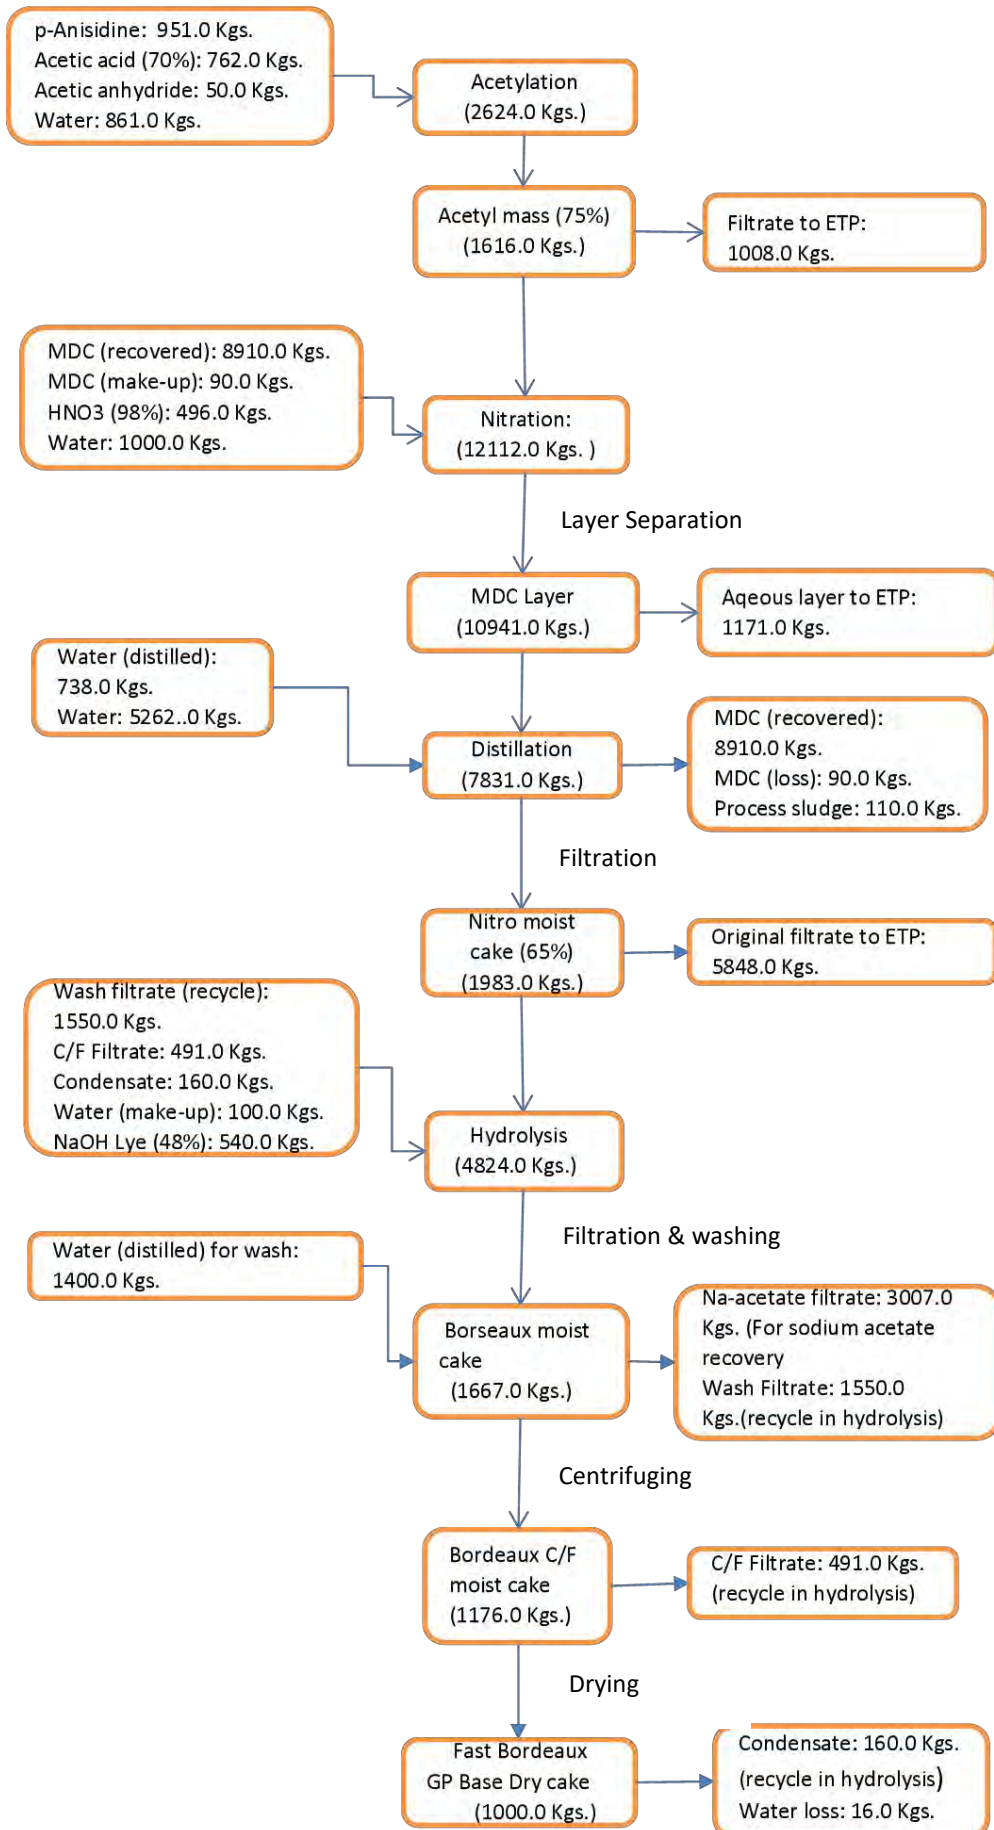 p-Anisidine: 951.0 Kgs.
Acetic acid (70%): 762.0 Kgs.
Acetic anhydride: 50.0 Kgs.
Water: 861.0 Kgs.
Acetylation
(2624.0 Kgs.)
Acetyl mass (75%)
(1616.0 Kgs.)
Filtrate to ETP:
1008.0 Kgs.
MDC (recovered): 8910.0 Kgs.
MDC (make-up): 90.0 Kgs.
HNO3 (98%): 496.0 Kgs.
Water: 1000.0 Kgs.
Nitration:
(12112.0 Kgs. )
Layer Separation
MDC Layer
(10941.0 Kgs.)
Aqeous layer to ETP:
1171.0 Kgs.
Water (distilled):
738.0 Kgs.
Water: 5262..0 Kgs.
Distillation
(7831.0 Kgs.)
MDC (recovered):
8910.0 Kgs.
MDC (loss): 90.0 Kgs.
Process sludge: 110.0 Kgs.
Filtration
Nitro moist
cake (65%)
(1983.0 Kgs.)
Original filtrate to ETP:
5848.0 Kgs.
Wash filtrate (recycle):
1550.0 Kgs.
C/F Filtrate: 491.0 Kgs.
Condensate: 160.0 Kgs.
Water (make-up): 100.0 Kgs.
NaOH Lye (48%): 540.0 Kgs.
Hydrolysis
(4824.0 Kgs.)
Filtration & washing
Water (distilled) for wash:
1400.0 Kgs.
Borseaux moist
cake
(1667.0 Kgs.)
Na-acetate filtrate: 3007.0
Kgs. (For sodium acetate
recovery
Wash Filtrate: 1550.0
Kgs.(recycle in hydrolysis)
Centrifuging
Bordeaux C/F
moist cake
(1176.0 Kgs.)
C/F Filtrate: 491.0 Kgs.
(recycle in hydrolysis)
Drying
Fast Bordeaux
GP Base Dry cake
(1000.0 Kgs.)
Condensate: 160.0 Kgs.
(recycle in hydrolysis)
Water loss: 16.0 Kgs.